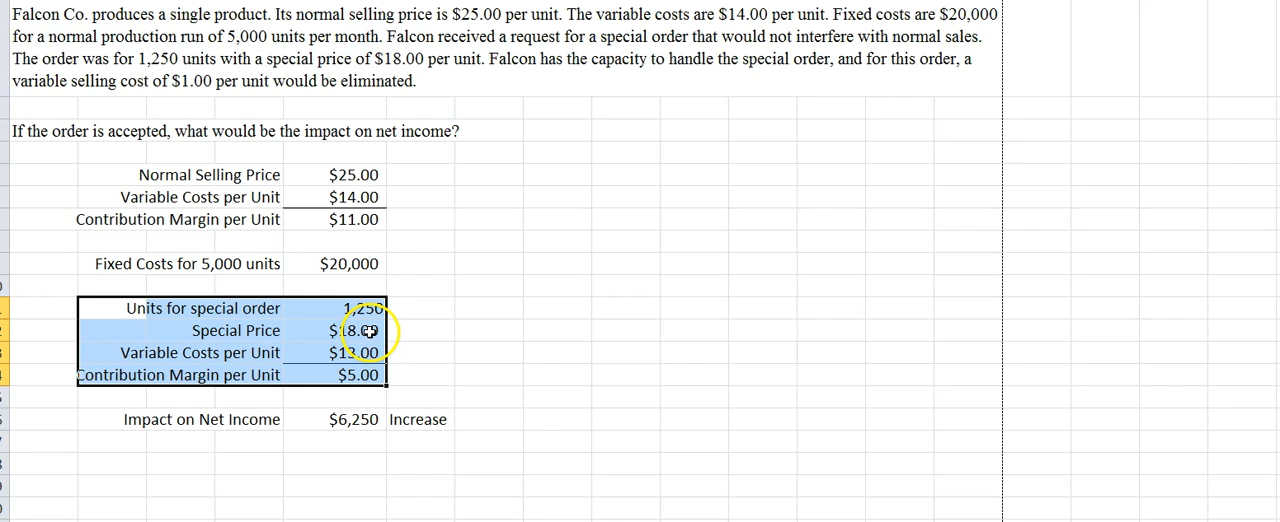 Falcon Co. produces a single product. Its normal selling price is $25.00 per unit. The variable costs are $14.00 per unit. Fixed costs are $20,000
for a normal production run of 5,000 units per month. Falcon received a request for a special order that would not interfere with normal sales.
The order was for 1,250 units with a special price of $18.00 per unit. Falcon has the capacity to handle the special order, and for this order, a
variable selling cost of $1.00 per unit would be eliminated.
If the order is accepted, what would be the impact on net income?
Normal Selling Price $25.00
Variable Costs per Unit $14.00
Contribution Margin per Unit $11.00
Fixed Costs for 5,000 units $20,000
Units for special order 1,250
Special Price $18.00
Variable Costs per Unit $13.00
Contribution Margin per Unit $5.00
Impact on Net Income $6,250 Increase